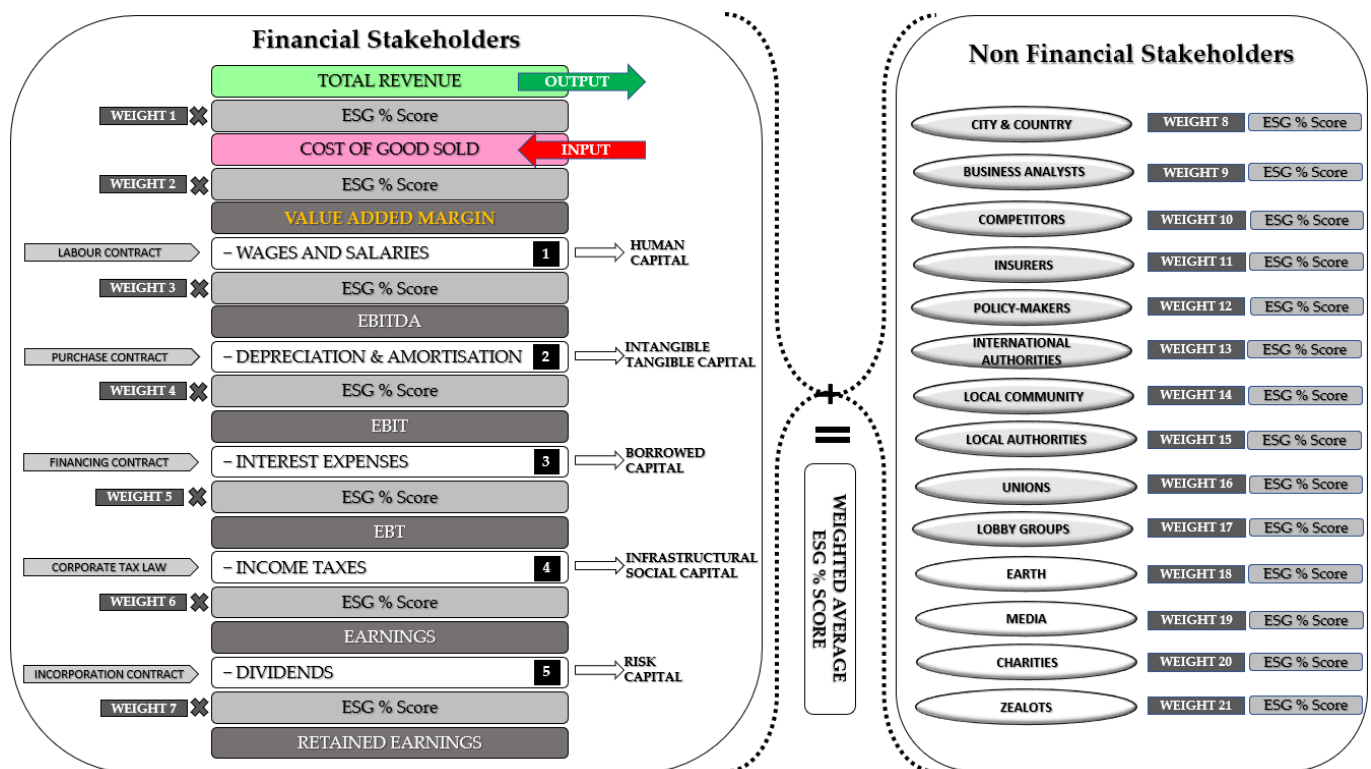 Financial Stakeholders
TOTAL REVENUE
OUTPUT
WEIGHT 1
ESG % Score
COST OF GOOD SOLD
INPUT
WEIGHT 2
ESG % Score
VALUE ADDED MARGIN
LABOUR CONTRACT
– WAGES AND SALARIES
1
HUMAN
CAPITAL
WEIGHT 3
ESG % Score
EBITDA
PURCHASE CONTRACT
– DEPRECIATION & AMORTISATION
2
INTANGIBLE
TANGIBLE CAPITAL
WEIGHT 4
ESG % Score
EBIT
FINANCING CONTRACT
– INTEREST EXPENSES
3
BORROWED
CAPITAL
WEIGHT 5
ESG % Score
EBT
CORPORATE TAX LAW
– INCOME TAXES
4
INFRASTRUCTURAL
SOCIAL CAPITAL
WEIGHT 6
ESG % Score
EARNINGS
INCORPORATION CONTRACT
– DIVIDENDS
5
RISK
CAPITAL
WEIGHT 7
ESG % Score
RETAINED EARNINGS
+
=
WEIGHTED AVERAGE
ESG % SCORE
Non Financial Stakeholders
CITY & COUNTRY
WEIGHT 8
ESG % Score
BUSINESS ANALYSTS
WEIGHT 9
ESG % Score
COMPETITORS
WEIGHT 10
ESG % Score
INSURERS
WEIGHT 11
ESG % Score
POLICY-MAKERS
WEIGHT 12
ESG % Score
INTERNATIONAL
AUTHORITIES
WEIGHT 13
ESG % Score
LOCAL COMMUNITY
WEIGHT 14
ESG % Score
LOCAL AUTHORITIES
WEIGHT 15
ESG % Score
UNIONS
WEIGHT 16
ESG % Score
LOBBY GROUPS
WEIGHT 17
ESG % Score
EARTH
WEIGHT 18
ESG % Score
MEDIA
WEIGHT 19
ESG % Score
CHARITIES
WEIGHT 20
ESG % Score
ZEALOTS
WEIGHT 21
ESG % Score